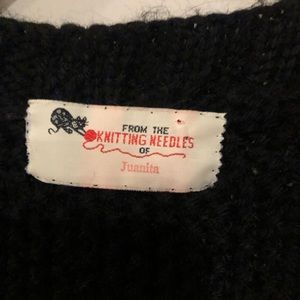 FROM THE
KNITTING NEEDLES
OF
Juanita